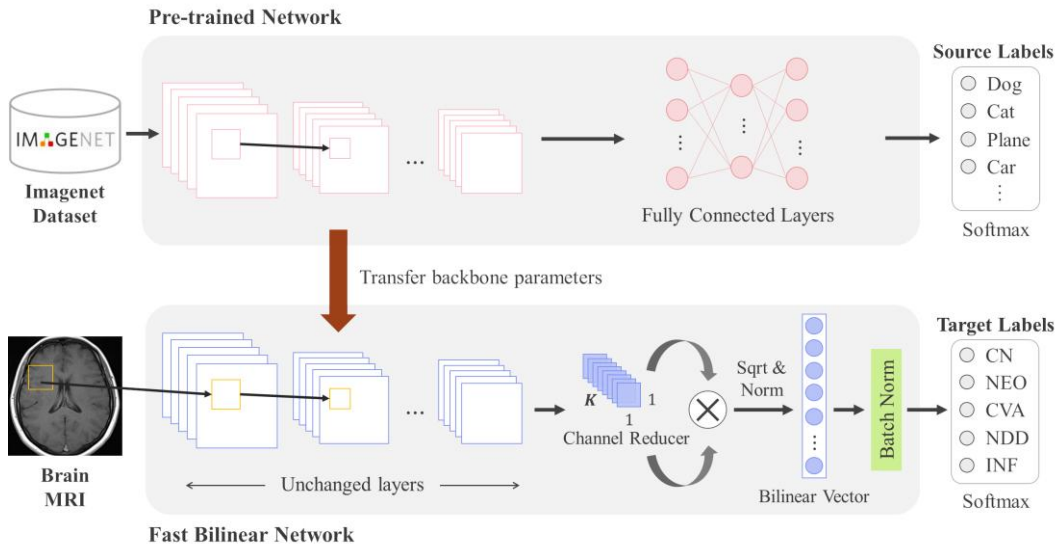 Pre-trained Network
Source Labels
IMAGENET
Imagenet
Dataset
...
⋮
⋮
⋮
Fully Connected Layers
Dog
Cat
Plane
Car
⋮
Softmax
Transfer backbone parameters
Target Labels
Brain
MRI
...
Unchanged layers
K
1
1
Channel Reducer
Sqrt &
Norm
Bilinear Vector
Batch Norm
CN
NEO
CVA
NDD
INF
Softmax
Fast Bilinear Network